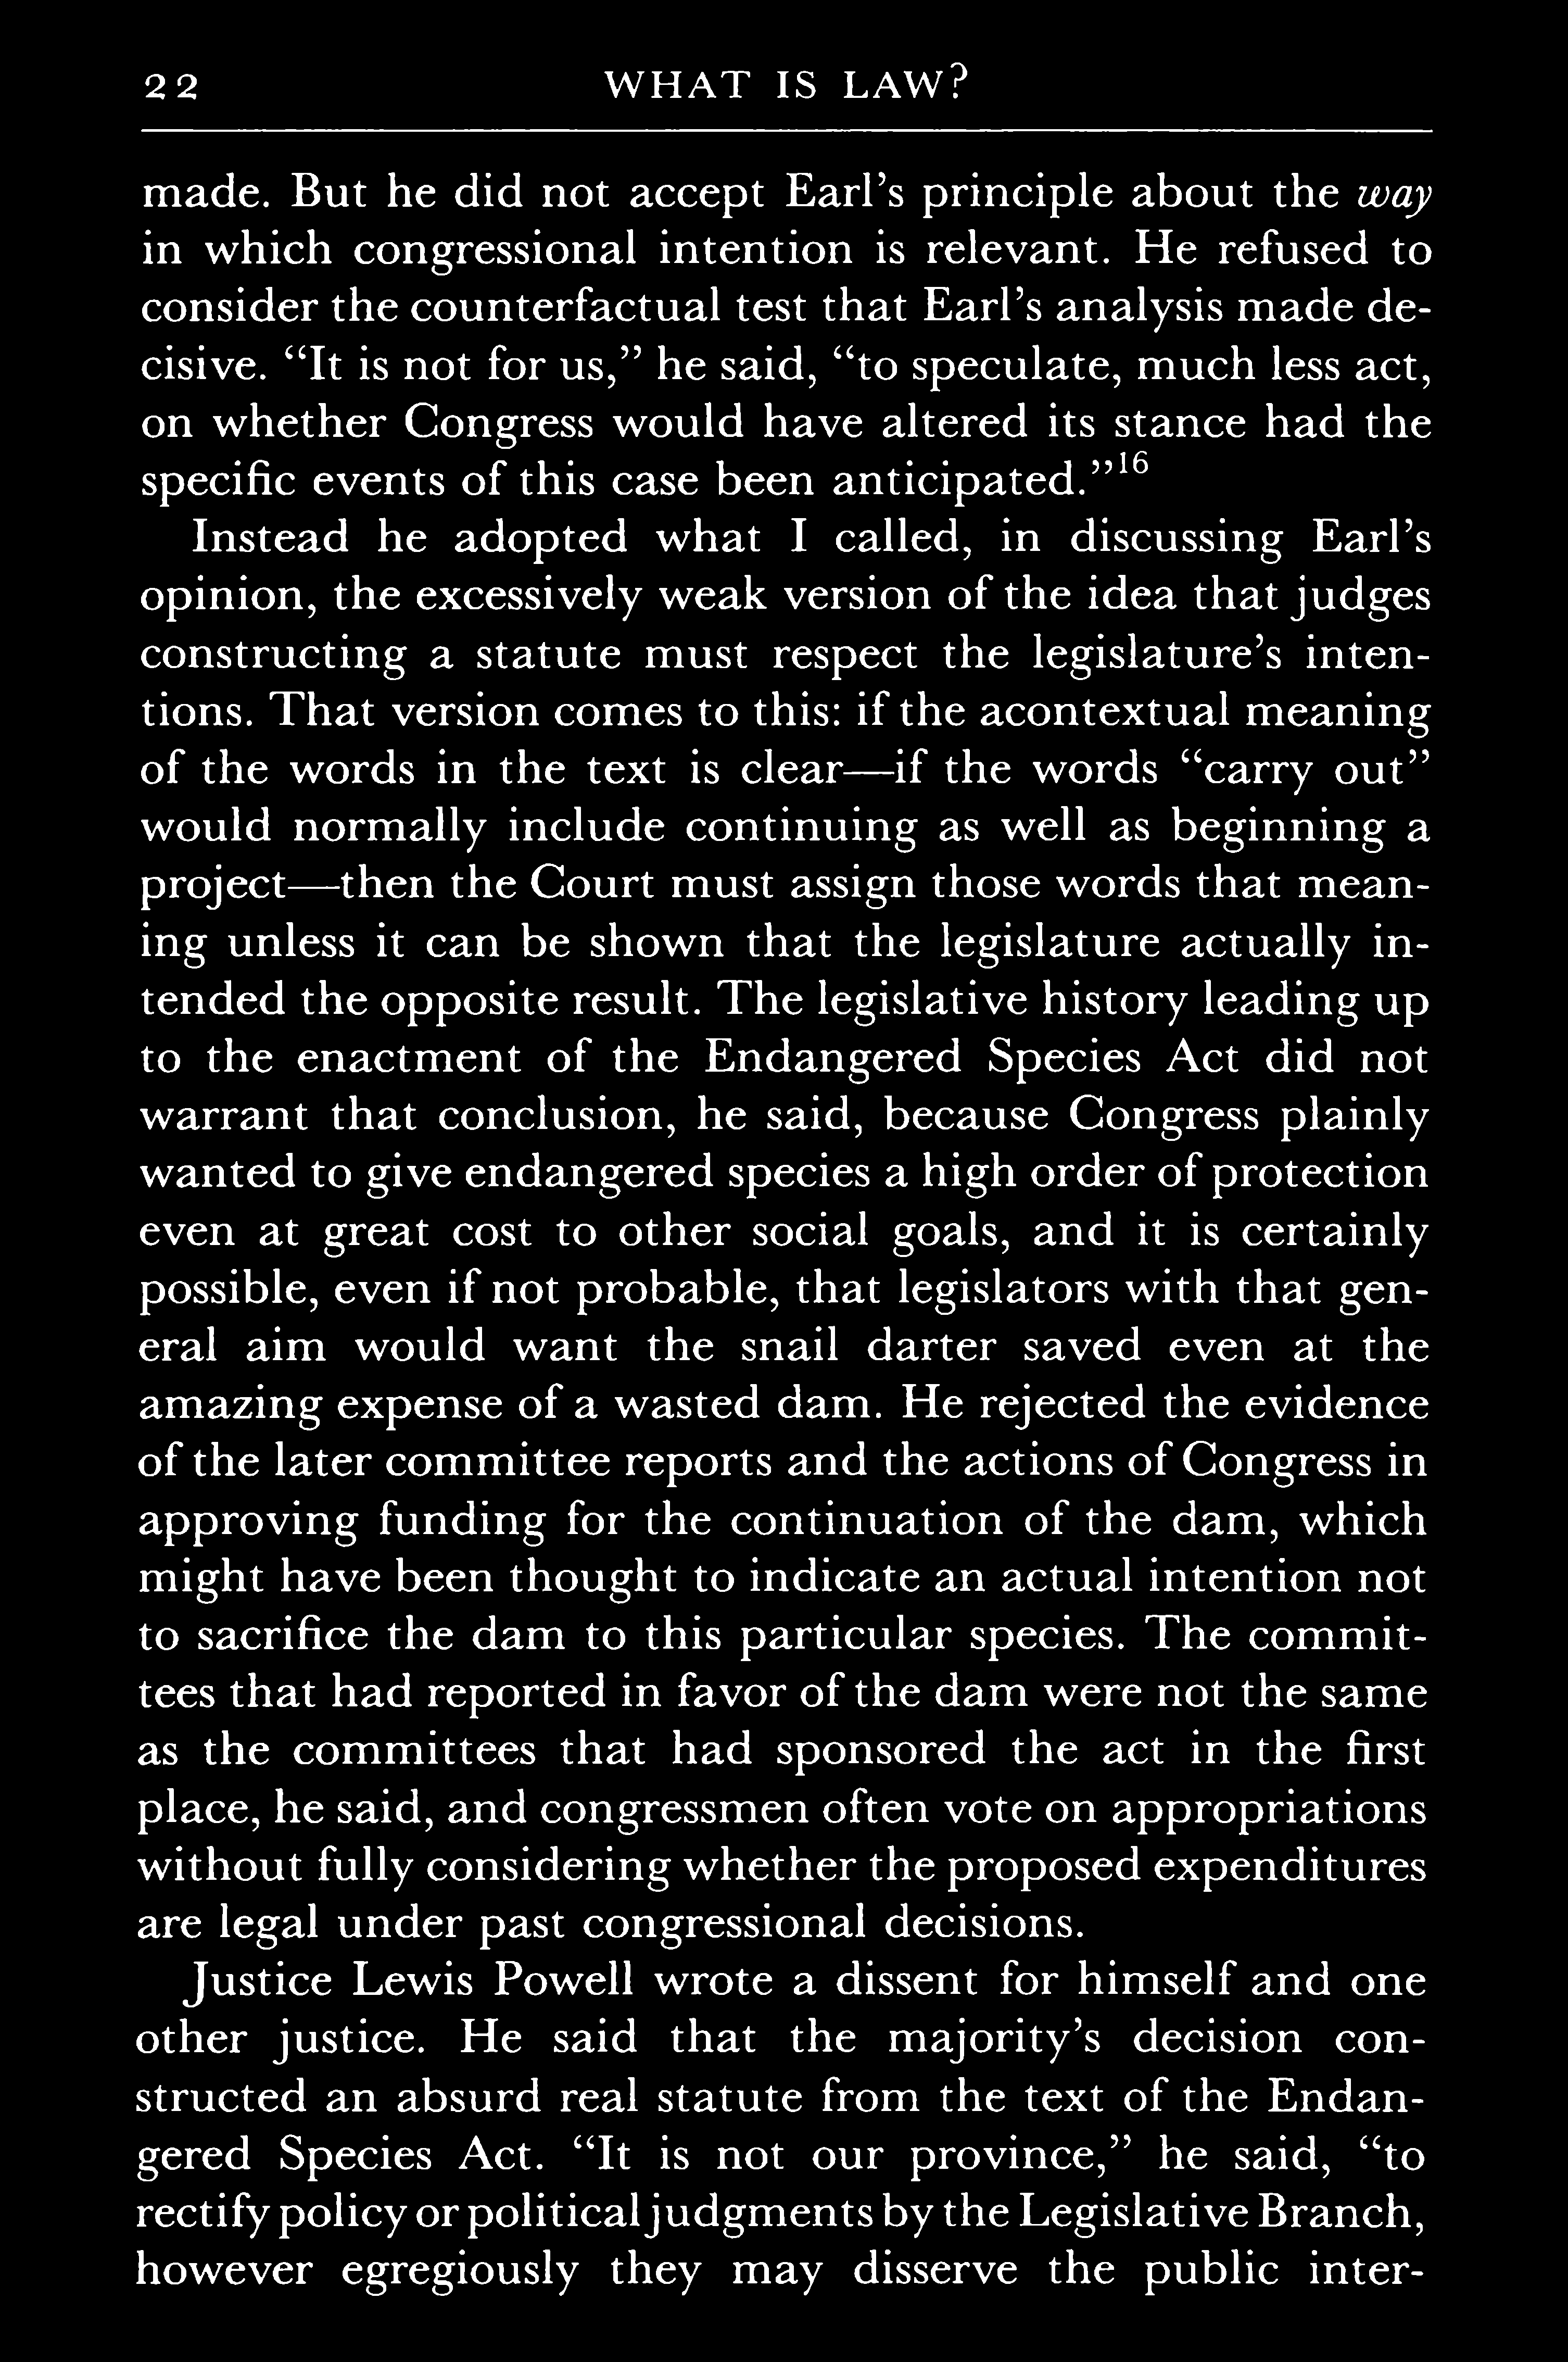 22 WHAT IS LAW?
made. But he did not accept Earl’s principle about the way
in which congressional intention is relevant. He refused to
consider the counterfactual test that Earl’s analysis made de-
cisive. “It is not for us,” he said, “to speculate, much less act,
on whether Congress would have altered its stance had the
specific events of this case been anticipated.”16
Instead he adopted what I called, in discussing Earl’s
opinion, the excessively weak version of the idea that judges
constructing a statute must respect the legislature’s inten-
tions. That version comes to this: if the acontextual meaning
of the words in the text is clear—if the words “carry out”
would normally include continuing as well as beginning a
project—then the Court must assign those words that mean-
ing unless it can be shown that the legislature actually in-
tended the opposite result. The legislative history leading up
to the enactment of the Endangered Species Act did not
warrant that conclusion, he said, because Congress plainly
wanted to give endangered species a high order of protection
even at great cost to other social goals, and it is certainly
possible, even if not probable, that legislators with that gen-
eral aim would want the snail darter saved even at the
amazing expense of a wasted dam. He rejected the evidence
of the later committee reports and the actions of Congress in
approving funding for the continuation of the dam, which
might have been thought to indicate an actual intention not
to sacrifice the dam to this particular species. The commit-
tees that had reported in favor of the dam were not the same
as the committees that had sponsored the act in the first
place, he said, and congressmen often vote on appropriations
without fully considering whether the proposed expenditures
are legal under past congressional decisions.
Justice Lewis Powell wrote a dissent for himself and one
other justice. He said that the majority’s decision con-
structed an absurd real statute from the text of the Endan-
gered Species Act. “It is not our province,” he said, “to
rectify policy or political judgments by the Legislative Branch,
however egregiously they may disserve the public inter-